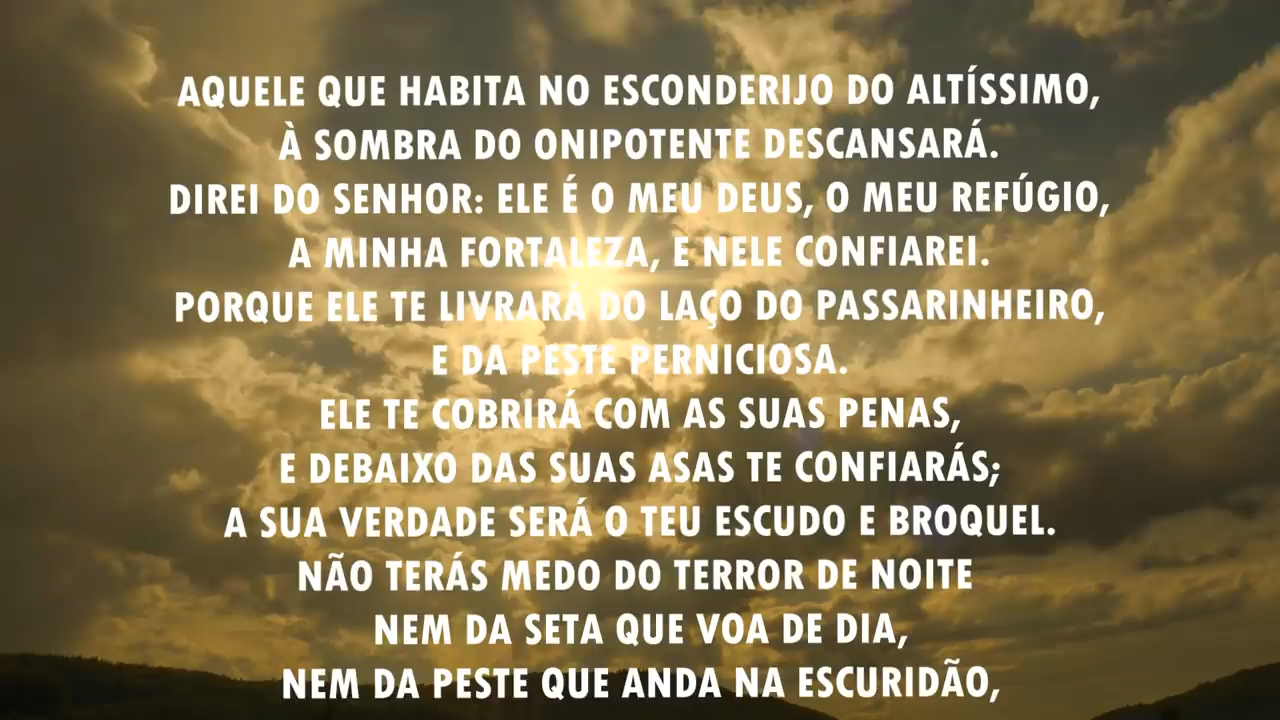 AQUELE QUE HABITA NO ESCONDERIJO DO ALTÍSSIMO,
À SOMBRA DO ONIPOTENTE DESCANSARÁ.
DIREI DO SENHOR: ELE É O MEU DEUS, O MEU REFÚGIO,
A MINHA FORTALEZA, E NELE CONFIAREI.
PORQUE ELE TE LIVRARÁ DO LAÇO DO PASSARINHEIRO,
E DA PESTE PERNICIOSA.
ELE TE COBRIRÁ COM AS SUAS PENAS,
E DEBAIXO DAS SUAS ASAS TE CONFIARÁS;
A SUA VERDADE SERÁ O TEU ESCUDO E BROQUEL.
NÃO TERÁS MEDO DO TERROR DE NOITE
NEM DA SETA QUE VOA DE DIA,
NEM DA PESTE QUE ANDA NA ESCURIDÃO,